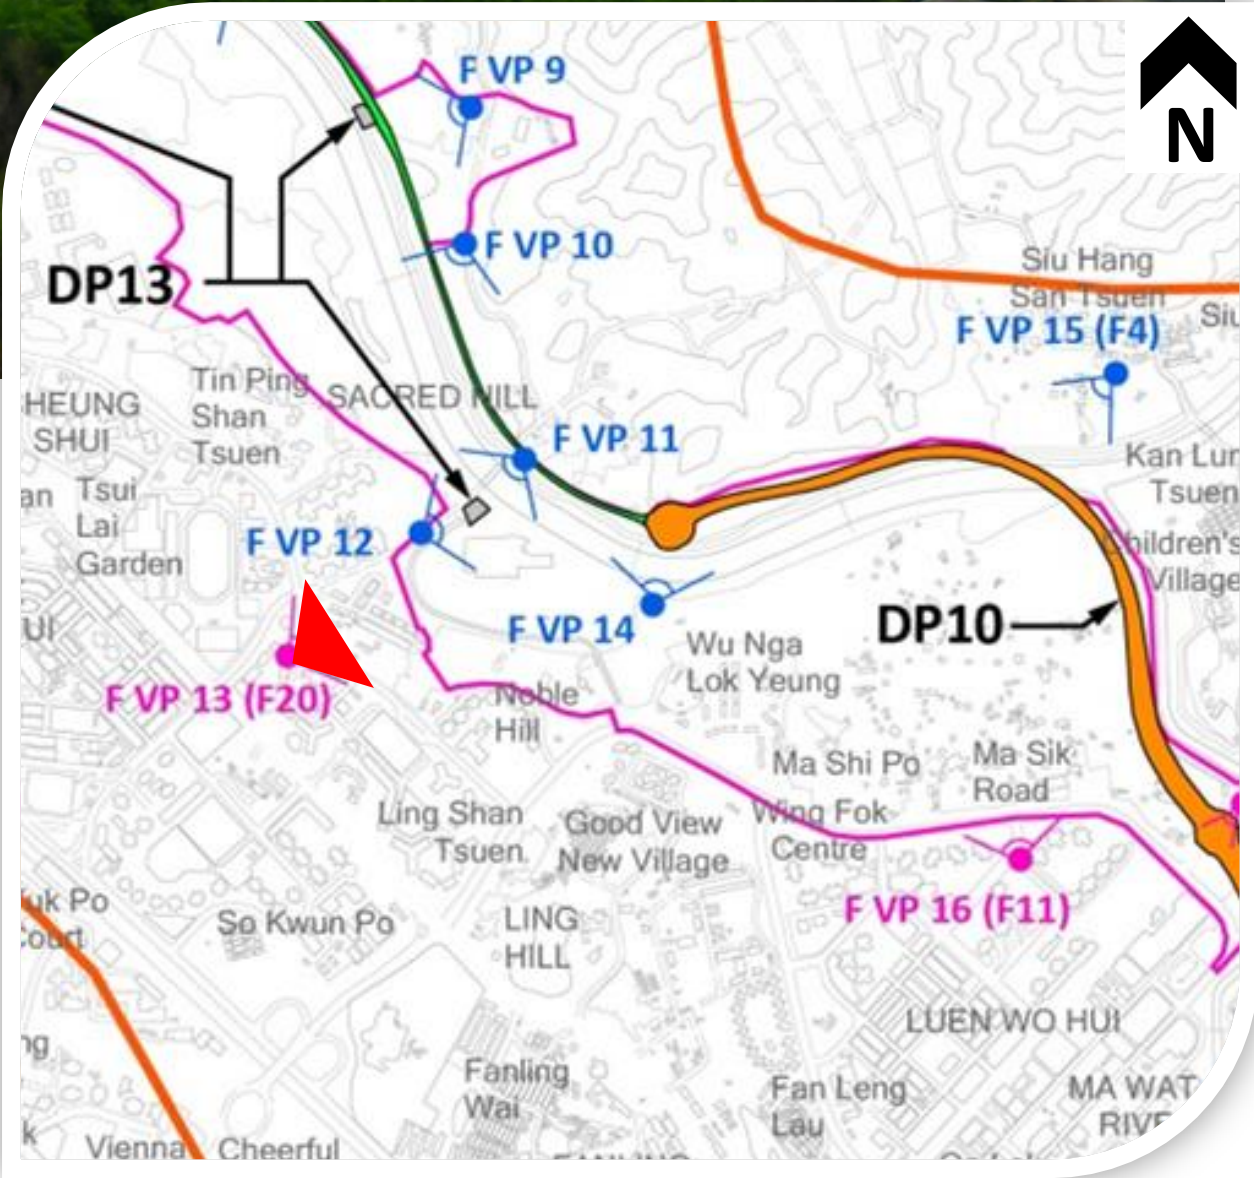 N
F VP 9
F VP 10
DP13
Siu Hang
San Tsuen
F VP 15 (F4)
Tin Ping
Shan
Tsuen
SACRED HILL
SHUI
F VP 11
Tsui
Lai
Garden
Tsuen
F VP 12
Village
F VP 14
DP10
Wu Nga
Lok Yeung
F VP 13 (F20)
Noble
Hill
Ma Shi Po
Ma Sik
Road
Ling Shan
Tsuen
Good View
New Village
Wing Fok
Centre
F VP 16 (F11)
So Kwun Po
LING
HILL
LUEN WO HUI
Fanling
Wai
Fan Leng
Lau
MA WAT
Vienna
Cheerful